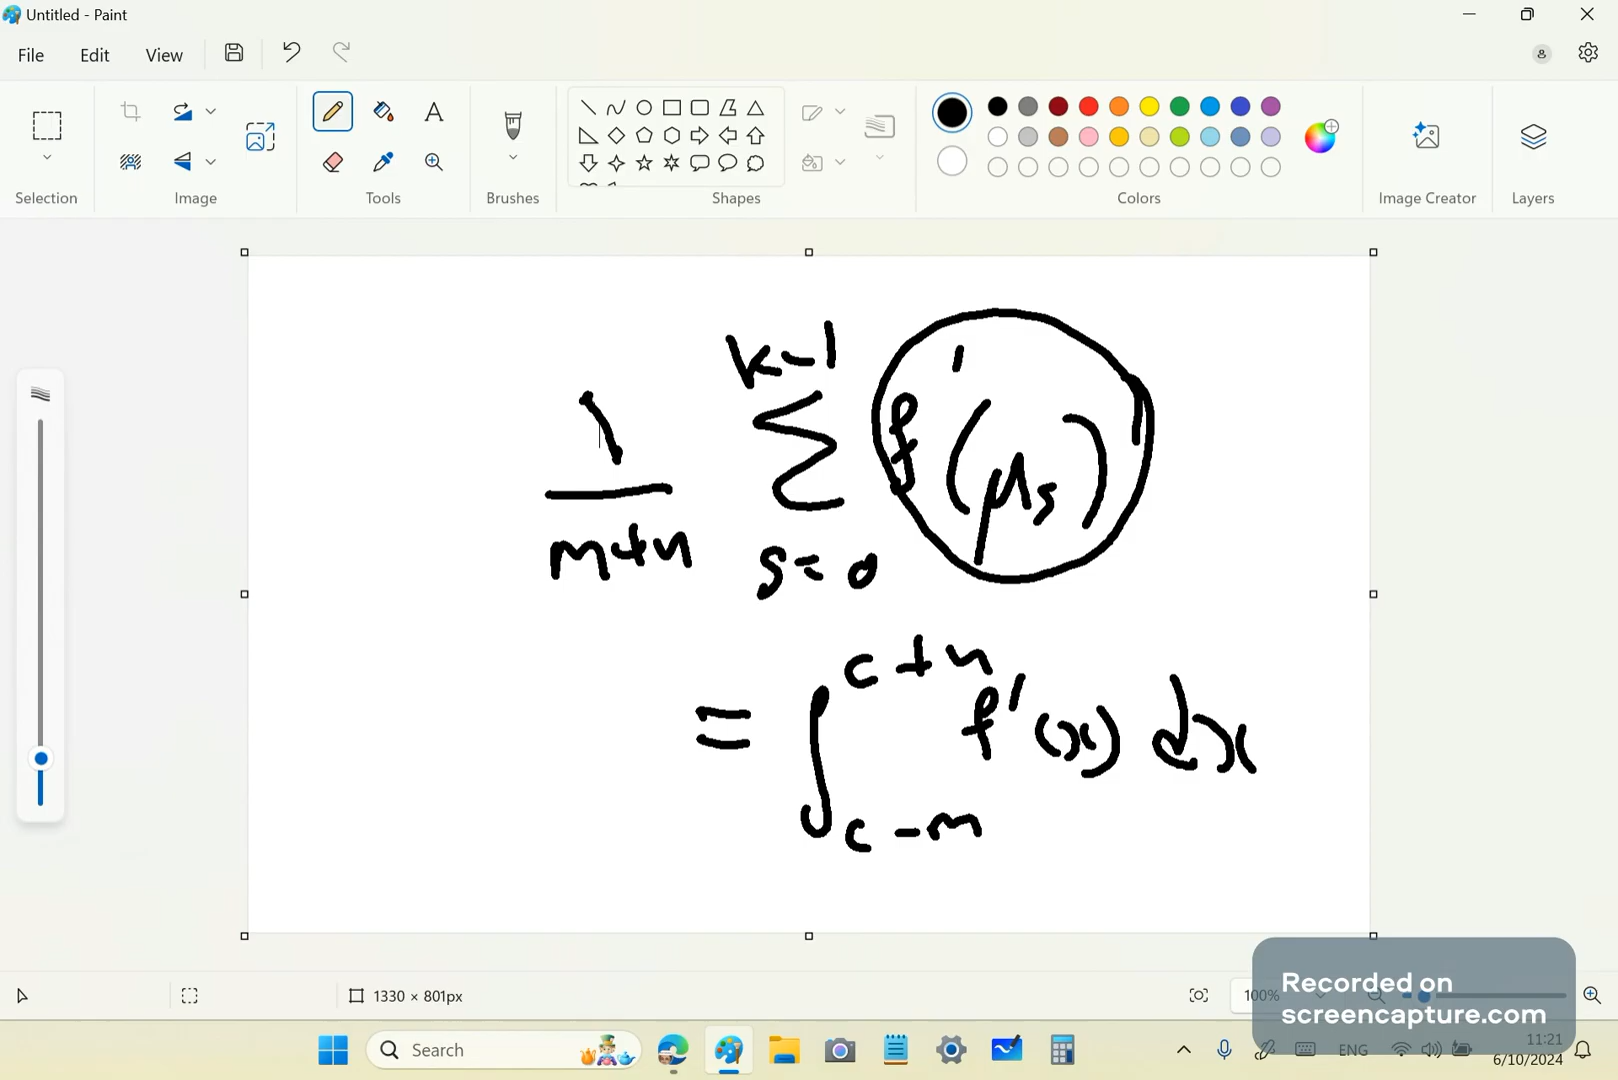 Untitled - Paint
File Edit View
Selection Image Tools Brushes Shapes Colors Image Creator Layers
k-1
1/(m+n) Σ f'(μs)
s=0
= ∫ f'(x) dx
c+n
c-m
1330 × 801px
100%
Recorded on
screencapture.com
Search
ENG
11:21
6/10/2024